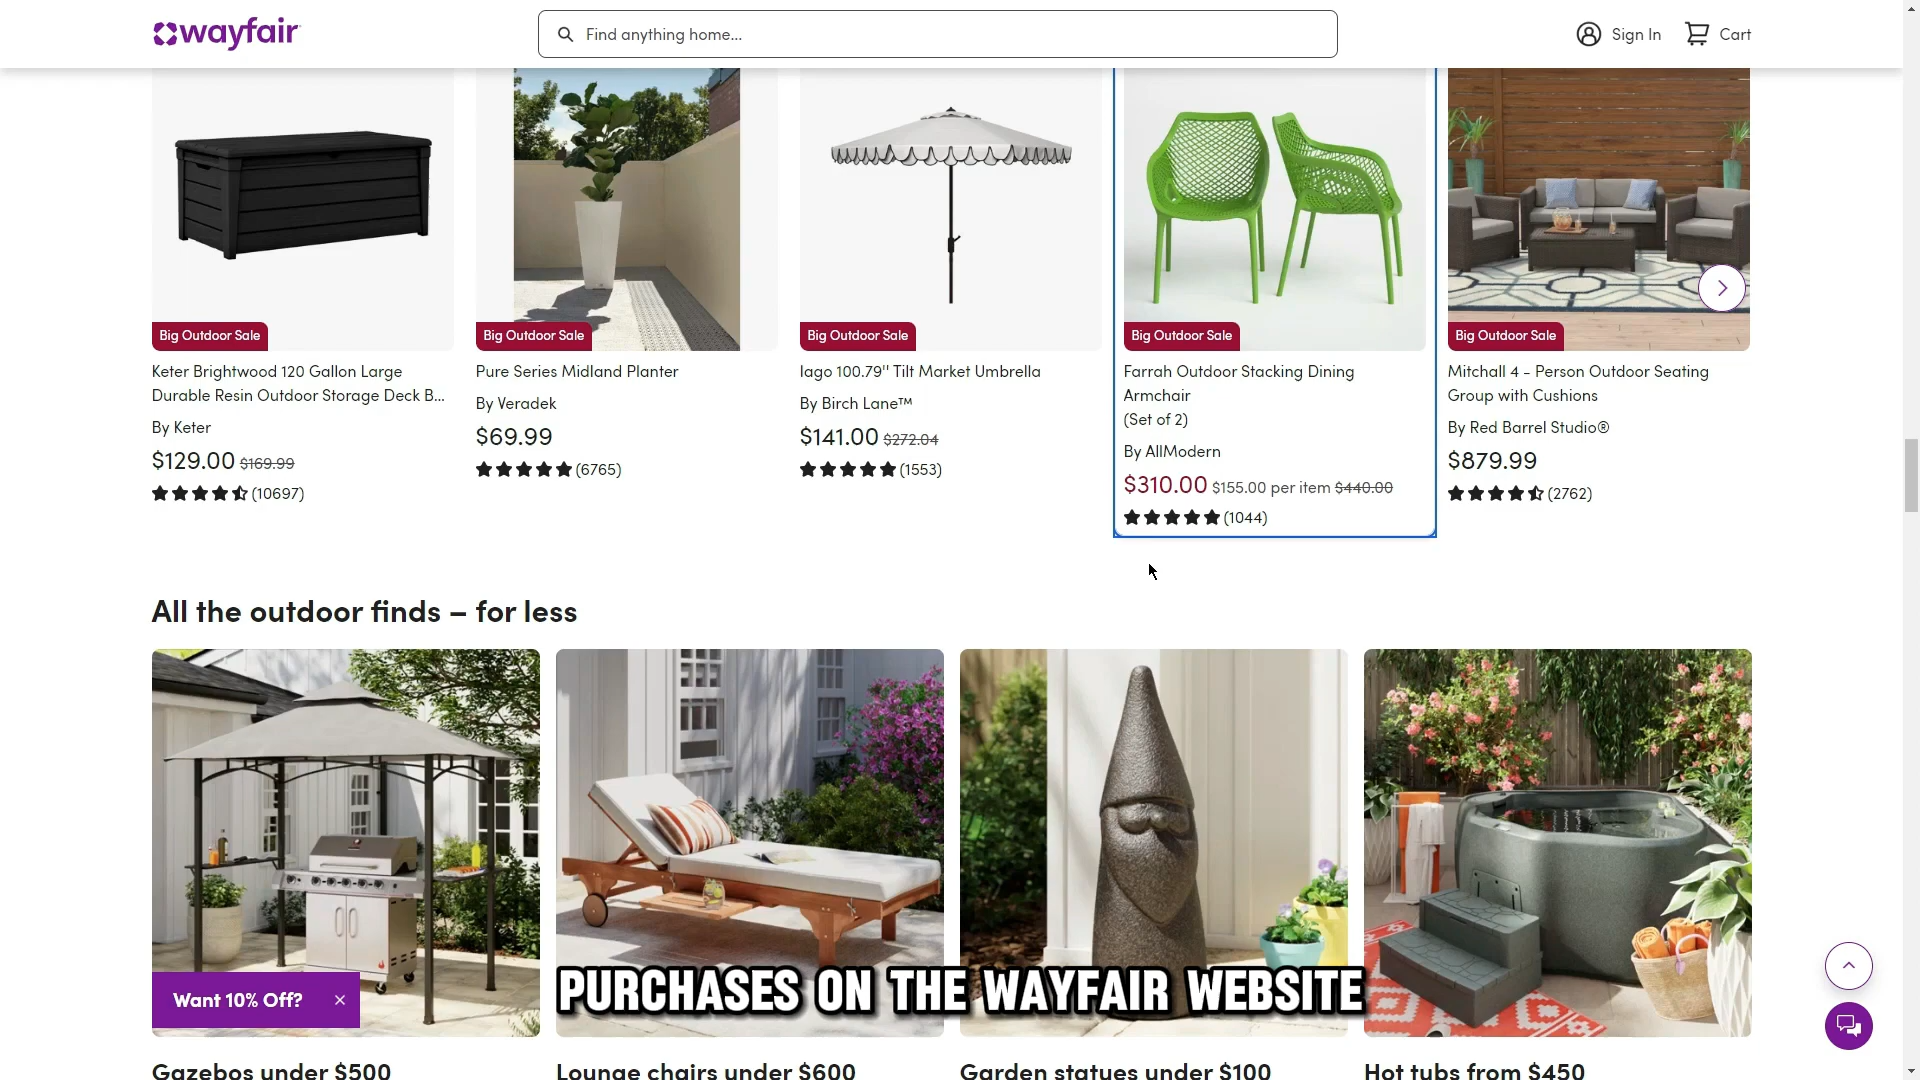 wayfair
Find anything home...
Sign In
Cart
Big Outdoor Sale
Keter Brightwood 120 Gallon Large
Durable Resin Outdoor Storage Deck B...
By Keter
$129.00 $169.99
(10697)
Big Outdoor Sale
Pure Series Midland Planter
By Veradek
$69.99
(6765)
Big Outdoor Sale
Iago 100.79'' Tilt Market Umbrella
By Birch Lane™
$141.00 $272.04
(1553)
Big Outdoor Sale
Farrah Outdoor Stacking Dining
Armchair
(Set of 2)
By AllModern
$310.00 $155.00 per item $440.00
(1044)
Big Outdoor Sale
Mitchall 4 - Person Outdoor Seating
Group with Cushions
By Red Barrel Studio®
$879.99
(2762)
All the outdoor finds – for less
Want 10% Off?
PURCHASES ON THE WAYFAIR WEBSITE
Gazebos under $500
Lounge chairs under $600
Garden statues under $100
Hot tubs from $450